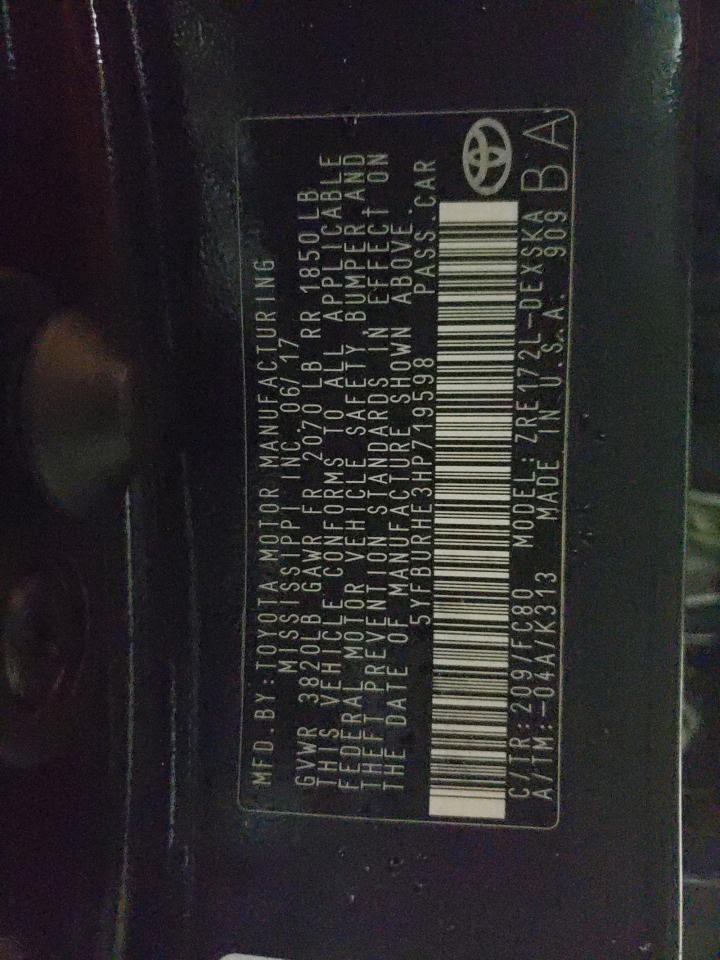 MFD.BY:TOYOTA MOTOR MANUFACTURING
MISSISSIPPI INC. 06/17
GVWR 3820LB GAWR FR 2070 LB RR 1850LB
THIS VEHICLE CONFORMS TO ALL APPLICABLE
FEDERAL MOTOR VEHICLE SAFETY, BUMPER AND
THEFT PREVENTION STANDARDS IN EFFECT ON
THE DATE OF MANUFACTURE SHOWN ABOVE.
5YFBURHE3HP719598 PASS.CAR
C/TR:209/FC80 MODEL: ZRE172L-DEXSKA
A/TM:-04A/K313 MADE IN U.S.A. 909
BA